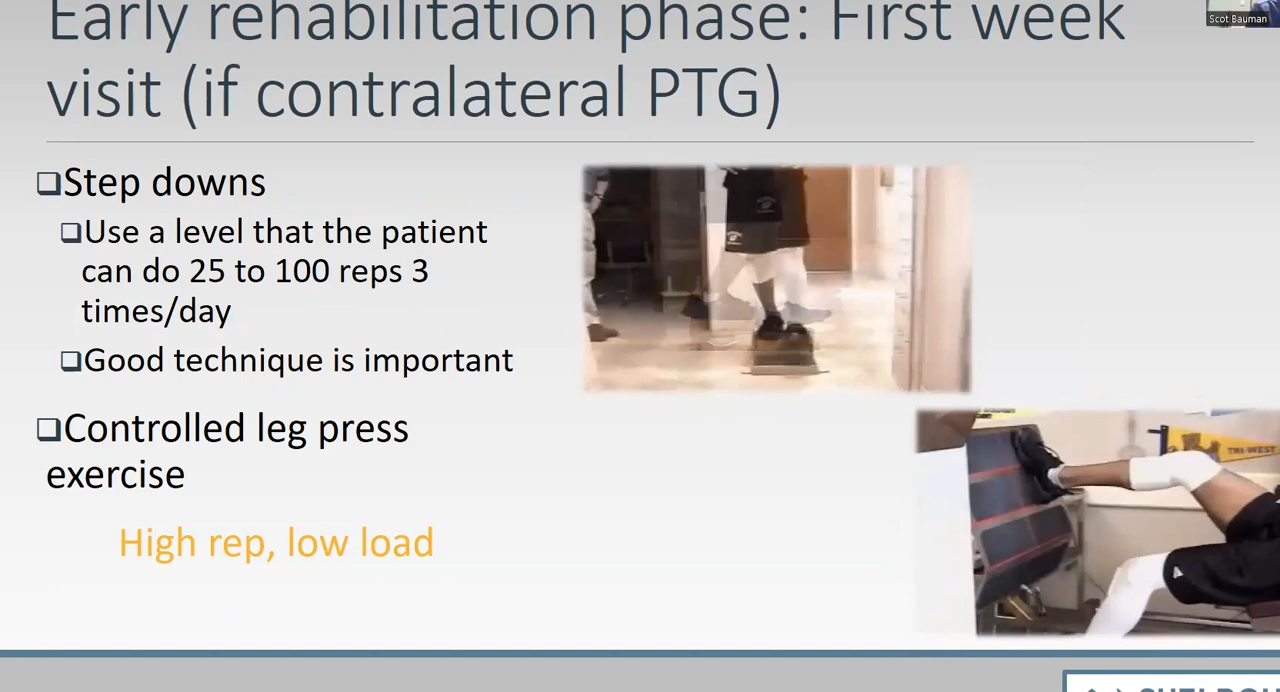 Early rehabilitation phase: First week
visit (if contralateral PTG)
Scot Bauman
Step downs
Use a level that the patient
can do 25 to 100 reps 3
times/day
Good technique is important
Controlled leg press
exercise
High rep, low load
TRI-WEST